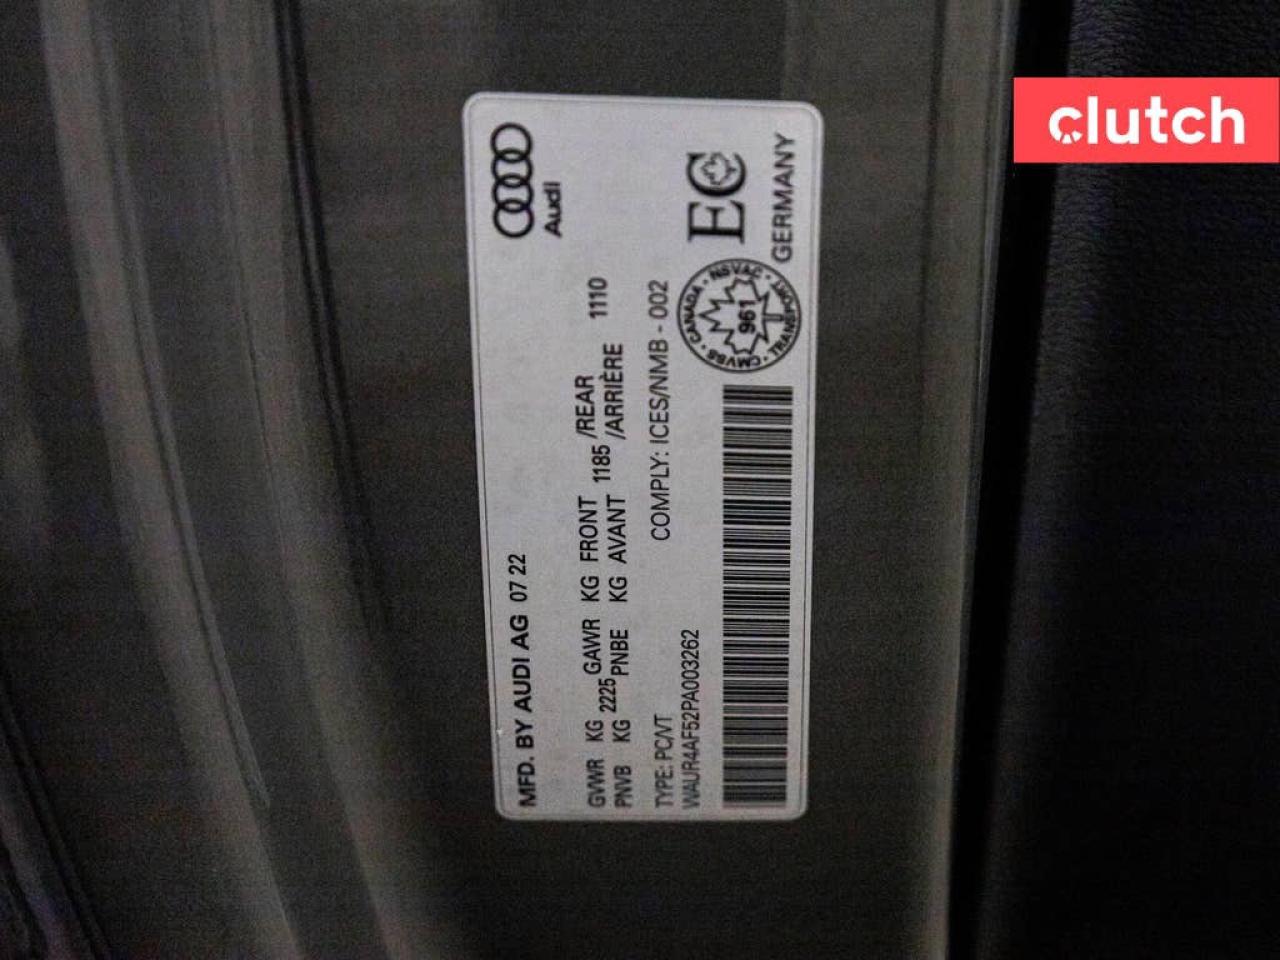 clutch
Audi
MFD. BY AUDI AG 07 22
GVWR KG 2225 GAWR KG FRONT 1185 /REAR 1110
PNVB KG PNBE KG AVANT /ARRIÈRE
TYPE: PC/VT COMPLY: ICES/NMB - 002
WAUR4AF52PA003262
CMVSS · CANADA · NSVAC · TRANSPORT
961
EC
GERMANY